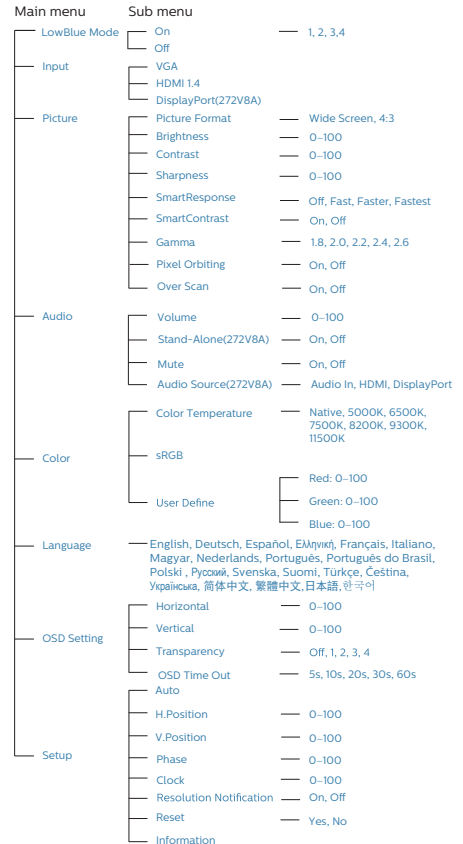 Main menu Sub menu
LowBlue Mode On 1, 2, 3,4
Off
Input VGA
HDMI 1.4
DisplayPort(272V8A)
Picture Picture Format Wide Screen, 4:3
Brightness 0–100
Contrast 0–100
Sharpness 0–100
SmartResponse Off, Fast, Faster, Fastest
SmartContrast On, Off
Gamma 1.8, 2.0, 2.2, 2.4, 2.6
Pixel Orbiting On, Off
Over Scan On, Off
Audio Volume 0–100
Stand-Alone(272V8A) On, Off
Mute On, Off
Audio Source(272V8A) Audio In, HDMI, DisplayPort
Color Temperature Native, 5000K, 6500K,
7500K, 8200K, 9300K,
11500K
Color sRGB
User Define Red: 0–100
Green: 0–100
Blue: 0–100
Language English, Deutsch, Español, Ελληνική, Français, Italiano,
Magyar, Nederlands, Português, Português do Brasil,
Polski , Русский, Svenska, Suomi, Türkçe, Čeština,
Українська, 简体中文, 繁體中文,日本語,한국어
OSD Setting Horizontal 0–100
Vertical 0–100
Transparency Off, 1, 2, 3, 4
OSD Time Out 5s, 10s, 20s, 30s, 60s
Setup Auto
H.Position 0–100
V.Position 0–100
Phase 0–100
Clock 0–100
Resolution Notification On, Off
Reset Yes, No
Information